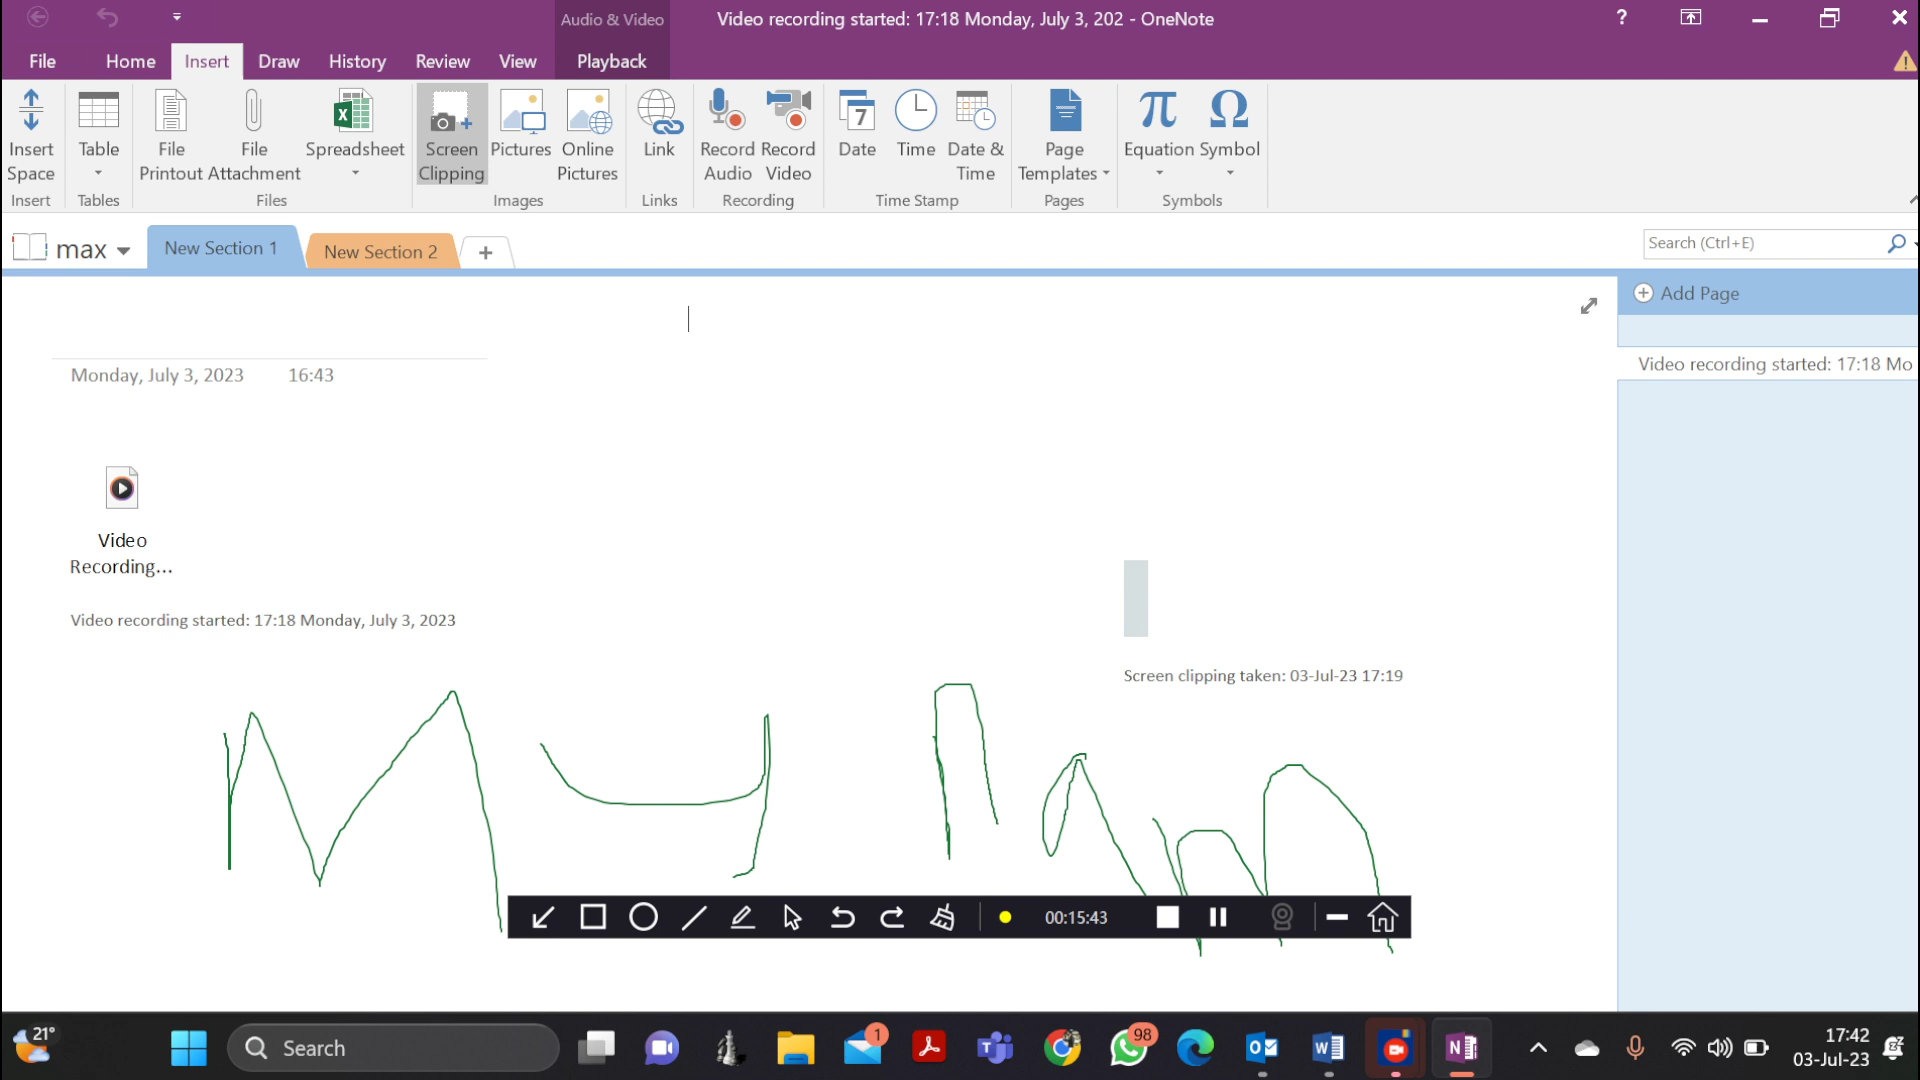 Audio & Video
Video recording started: 17:18 Monday, July 3, 202 - OneNote
?
File Home Insert Draw History Review View Playback
Insert Space
Table
File Printout
File Attachment
Spreadsheet
Screen Clipping
Pictures
Online Pictures
Link
Record Audio
Record Video
7
Date
Time
Date & Time
Page Templates
π
Equation
Ω
Symbol
Insert Tables Files Images Links Recording Time Stamp Pages Symbols
max
New Section 1
New Section 2
+
Search (Ctrl+E)
Add Page
Monday, July 3, 2023 16:43
Video recording started: 17:18 Mo
Video
Recording...
Video recording started: 17:18 Monday, July 3, 2023
Screen clipping taken: 03-Jul-23 17:19
My nam
00:15:43
21°
Search
1
98
17:42
03-Jul-23